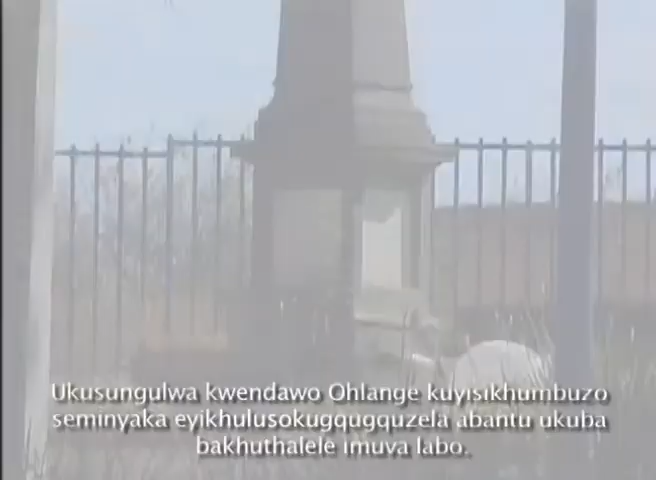 Ukusungulwa kwendawo Ohlange kuyisikhumbuzo
seminyaka eyikhulusokugqugquzela abantu ukuba
bakhuthalele imuva labo.